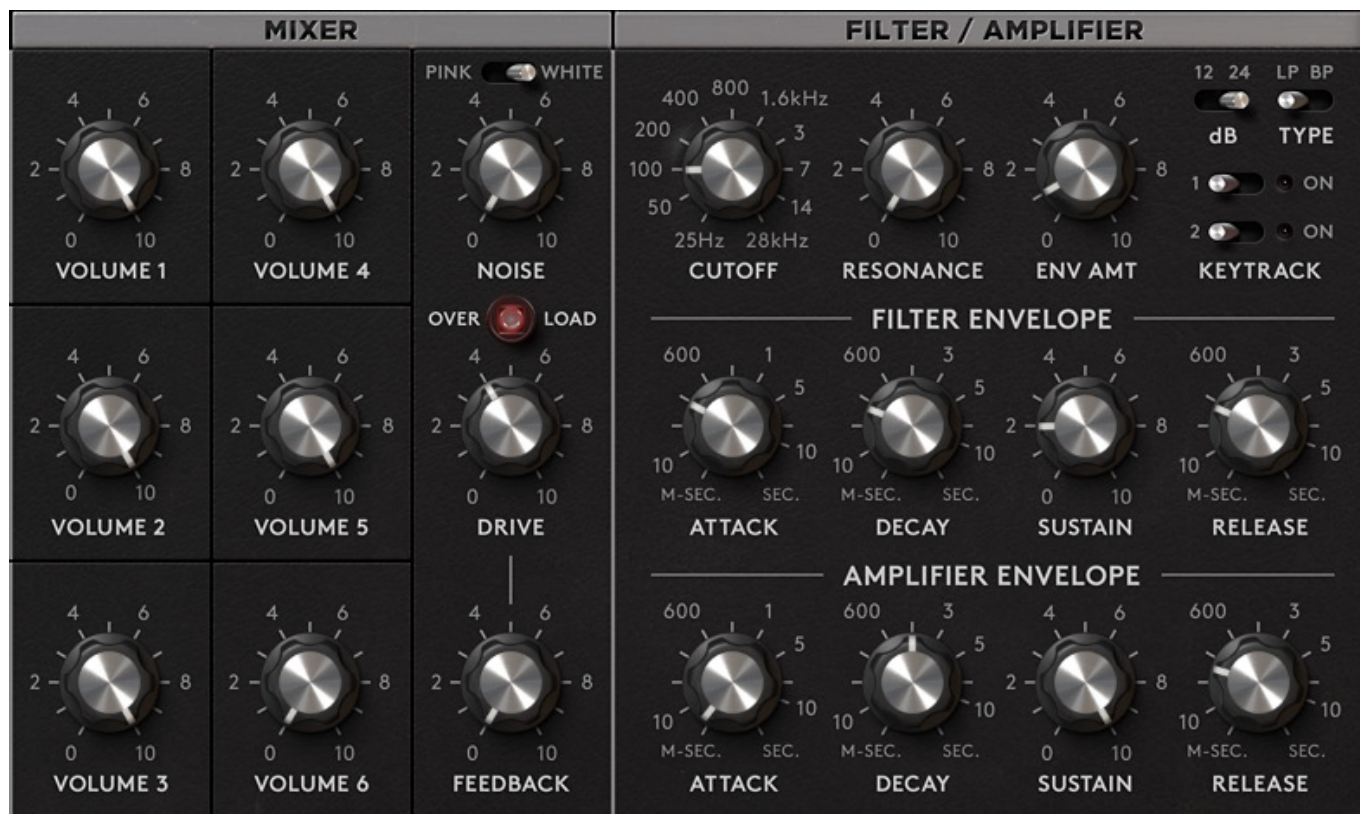 MIXER
FILTER / AMPLIFIER
4 6
2 8
0 10
VOLUME 1
4 6
2 8
0 10
VOLUME 4
PINK WHITE
4 6
2 8
0 10
NOISE
400 800 1.6kHz
200 3
100 7
50 14
25Hz 28kHz
CUTOFF
4 6
2 8
0 10
RESONANCE
4 6
2 8
0 10
ENV AMT
12 24 LP BP
dB TYPE
1 ON
2 ON
KEYTRACK
4 6
2 8
0 10
VOLUME 2
4 6
2 8
0 10
VOLUME 5
OVER LOAD
4 6
2 8
0 10
DRIVE
FILTER ENVELOPE
600 1
5
10 10
M-SEC. SEC.
ATTACK
600 3
5
10 10
M-SEC. SEC.
DECAY
4 6
2 8
0 10
SUSTAIN
600 3
5
10 10
M-SEC. SEC.
RELEASE
4 6
2 8
0 10
VOLUME 3
4 6
2 8
0 10
VOLUME 6
4 6
2 8
0 10
FEEDBACK
AMPLIFIER ENVELOPE
600 1
5
10 10
M-SEC. SEC.
ATTACK
600 3
5
10 10
M-SEC. SEC.
DECAY
4 6
2 8
0 10
SUSTAIN
600 3
5
10 10
M-SEC. SEC.
RELEASE